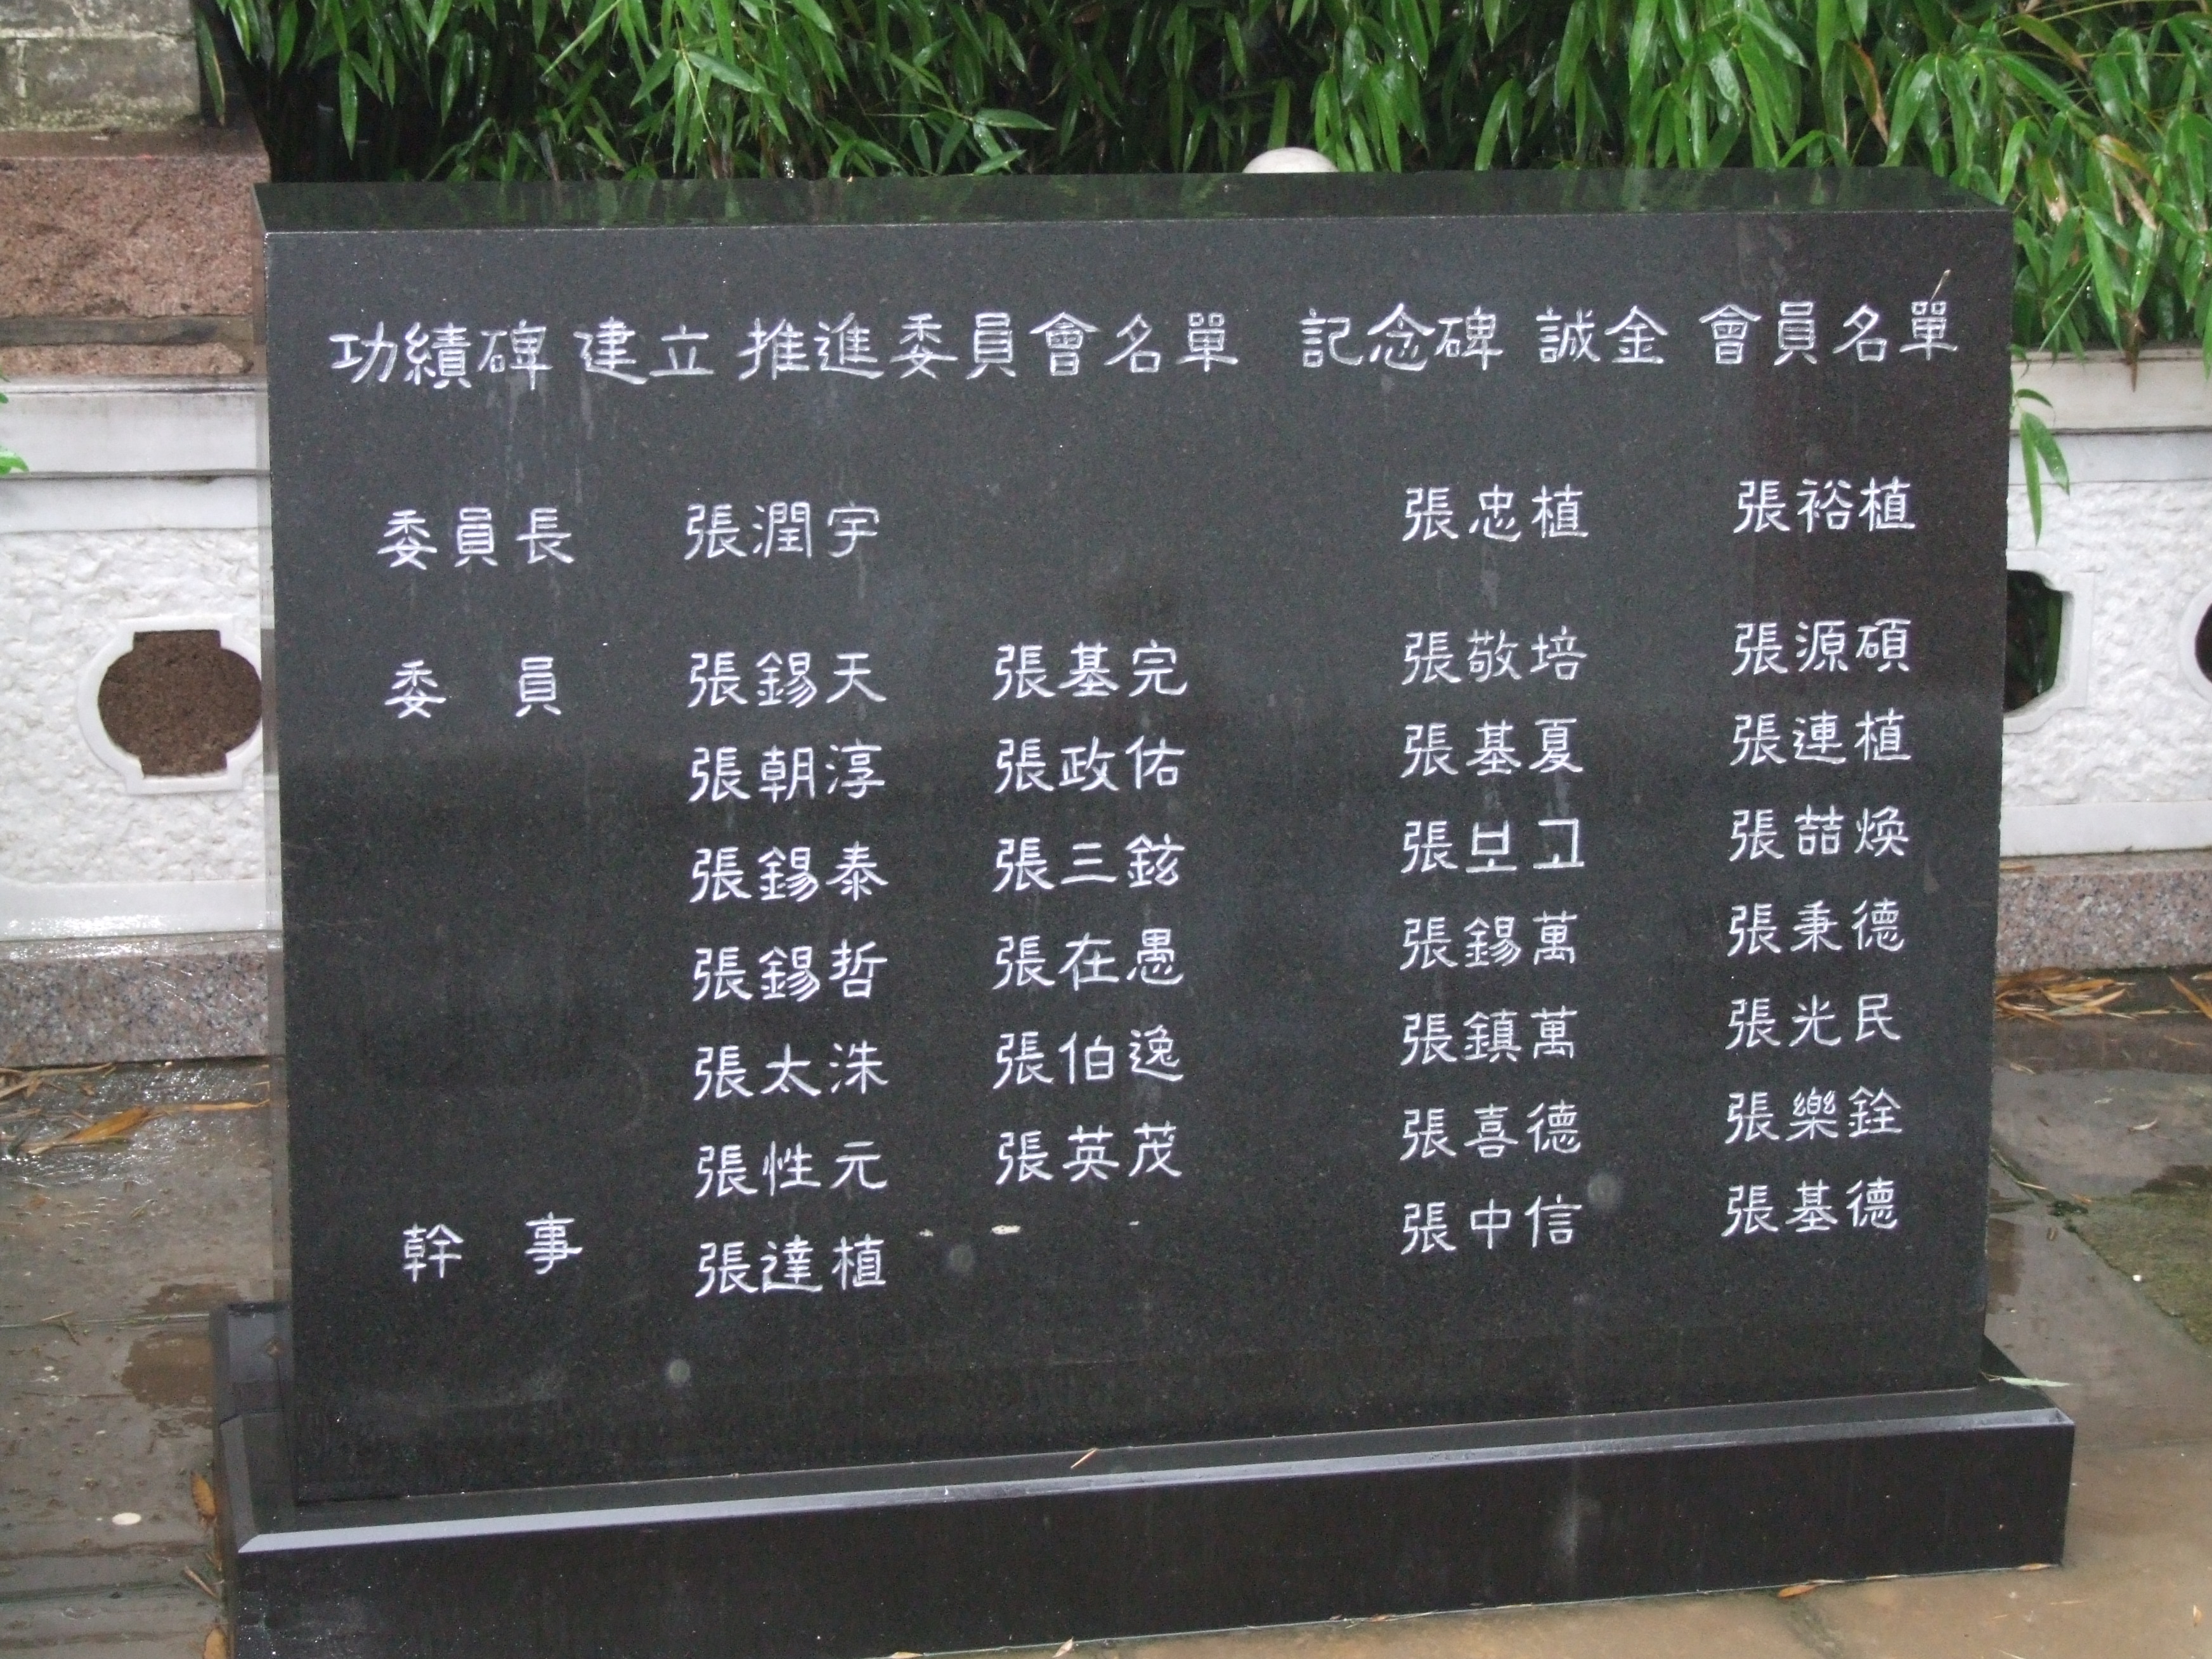 功績碑 建立 推進委員會名單 記念碑 誠金 會員名單
委員長 張潤宇 張忠植 張裕植
委員 張錫天 張基完 張敬培 張源碩
張朝淳 張政佑 張基夏 張連植
張錫泰 張三鉉 張보고 張喆煥
張錫哲 張在愚 張錫萬 張秉德
張太洙 張伯逸 張鎮萬 張光民
張性元 張英茂 張喜德 張樂銓
幹事 張達植 張中信 張基德